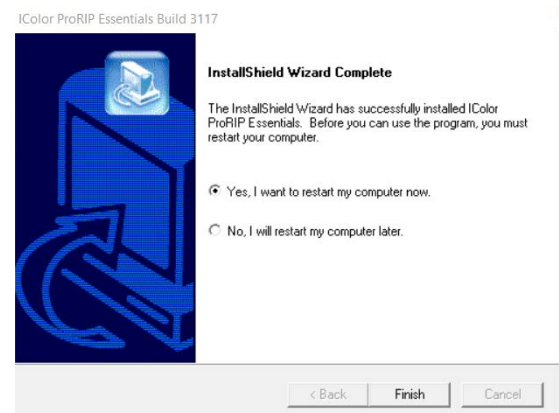 IColor ProRIP Essentials Build 3117
InstallShield Wizard Complete
The InstallShield Wizard has successfully installed IColor
ProRIP Essentials.  Before you can use the program, you must
restart your computer.
Yes, I want to restart my computer now.
No, I will restart my computer later.
< Back
Finish
Cancel